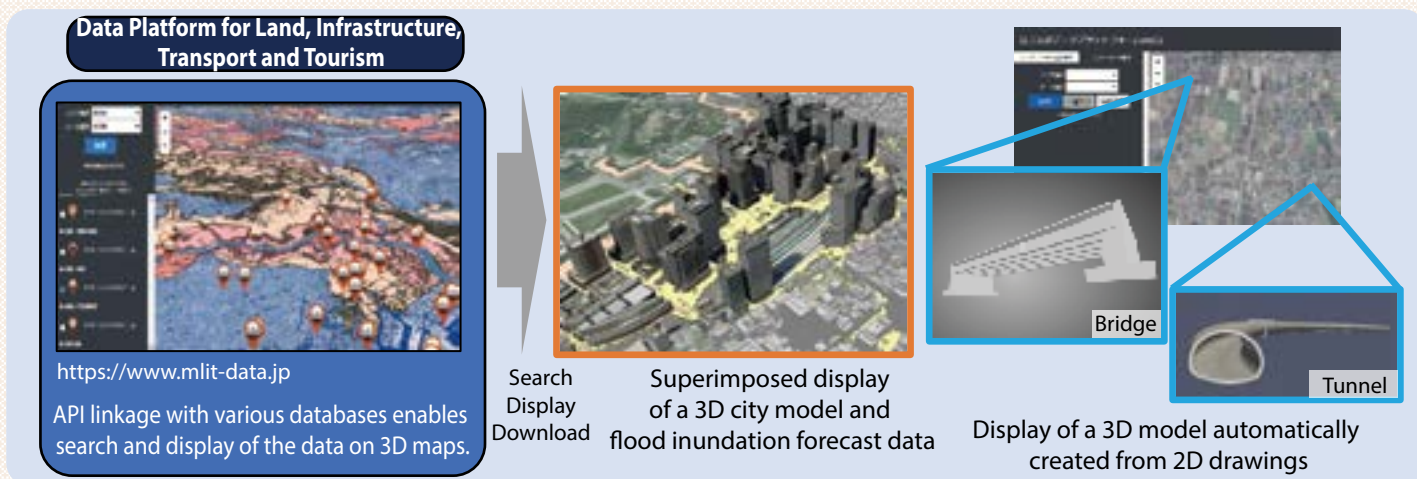 Data Platform for Land, Infrastructure,
Transport and Tourism
https://www.mlit-data.jp
API linkage with various databases enables
search and display of the data on 3D maps.
Search
Display
Download
Superimposed display
of a 3D city model and
flood inundation forecast data
Bridge
Tunnel
Display of a 3D model automatically
created from 2D drawings